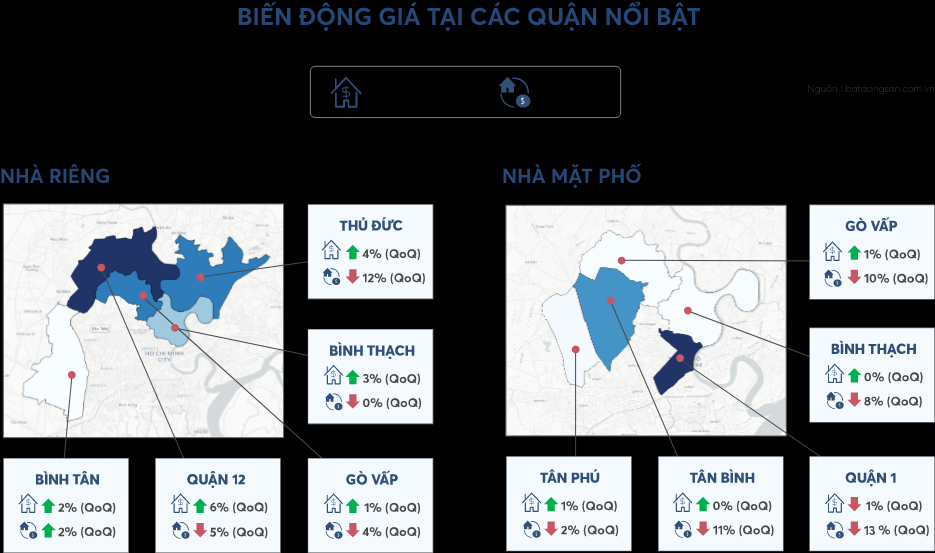 BIẾN ĐỘNG GIÁ TẠI CÁC QUẬN NỔI BẬT
Nguồn : batdongsan.com.vn
NHÀ RIÊNG
NHÀ MẶT PHỐ
THỦ ĐỨC
4% (QoQ)
12% (QoQ)
BÌNH THẠCH
3% (QoQ)
0% (QoQ)
HO CHI MINH
CITY
BÌNH TÂN
2% (QoQ)
2% (QoQ)
QUẬN 12
6% (QoQ)
5% (QoQ)
GÒ VẤP
1% (QoQ)
4% (QoQ)
GÒ VẤP
1% (QoQ)
10% (QoQ)
BÌNH THẠCH
0% (QoQ)
8% (QoQ)
TÂN PHÚ
1% (QoQ)
2% (QoQ)
TÂN BÌNH
0% (QoQ)
11% (QoQ)
QUẬN 1
1% (QoQ)
13 % (QoQ)